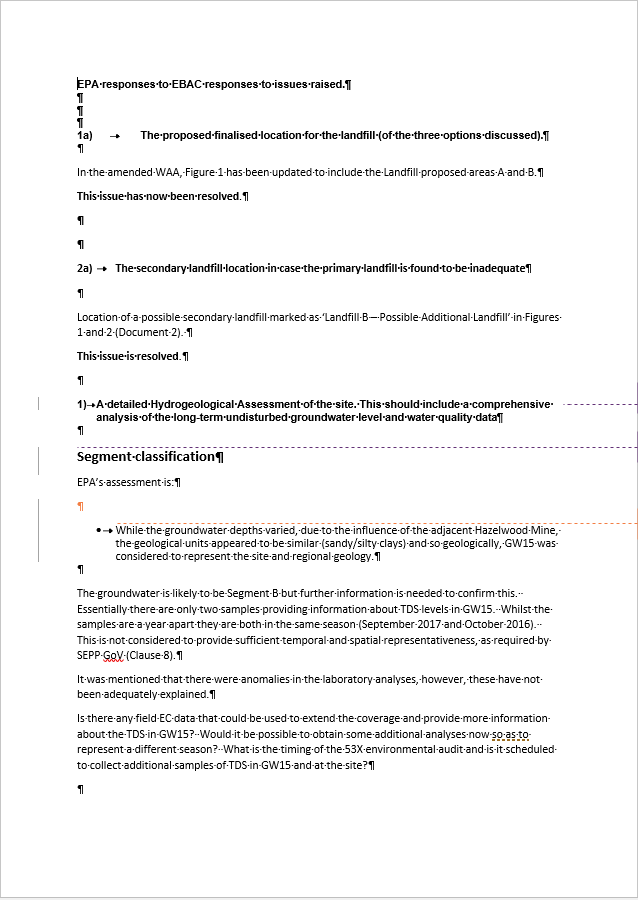 EPA responses to EBAC responses to issues raised.¶
¶
¶
¶
1a) → The proposed finalised location for the landfill (of the three options discussed).¶
¶
In the amended WAA, Figure 1 has been updated to include the Landfill proposed areas A and B.¶
This issue has now been resolved.¶
¶
¶
2a) → The secondary landfill location in case the primary landfill is found to be inadequate¶
¶
Location of a possible secondary landfill marked as ‘Landfill B – Possible Additional Landfill’ in Figures
1 and 2 (Document 2). ¶
This issue is resolved.¶
¶
1)→A detailed Hydrogeological Assessment of the site. This should include a comprehensive
analysis of the long-term undisturbed groundwater level and water quality data¶
¶
Segment classification¶
EPA’s assessment is:¶
¶
•→While the groundwater depths varied, due to the influence of the adjacent Hazelwood Mine,
the geological units appeared to be similar (sandy/silty clays) and so geologically, GW15 was
considered to represent the site and regional geology.¶
¶
The groundwater is likely to be Segment B but further information is needed to confirm this.
Essentially there are only two samples providing information about TDS levels in GW15. Whilst the
samples are a year apart they are both in the same season (September 2017 and October 2016).
This is not considered to provide sufficient temporal and spatial representativeness, as required by
SEPP GoV (Clause 8).¶
It was mentioned that there were anomalies in the laboratory analyses, however, these have not
been adequately explained.¶
Is there any field EC data that could be used to extend the coverage and provide more information
about the TDS in GW15? Would it be possible to obtain some additional analyses now so as to
represent a different season? What is the timing of the 53X environmental audit and is it scheduled
to collect additional samples of TDS in GW15 and at the site?¶
¶